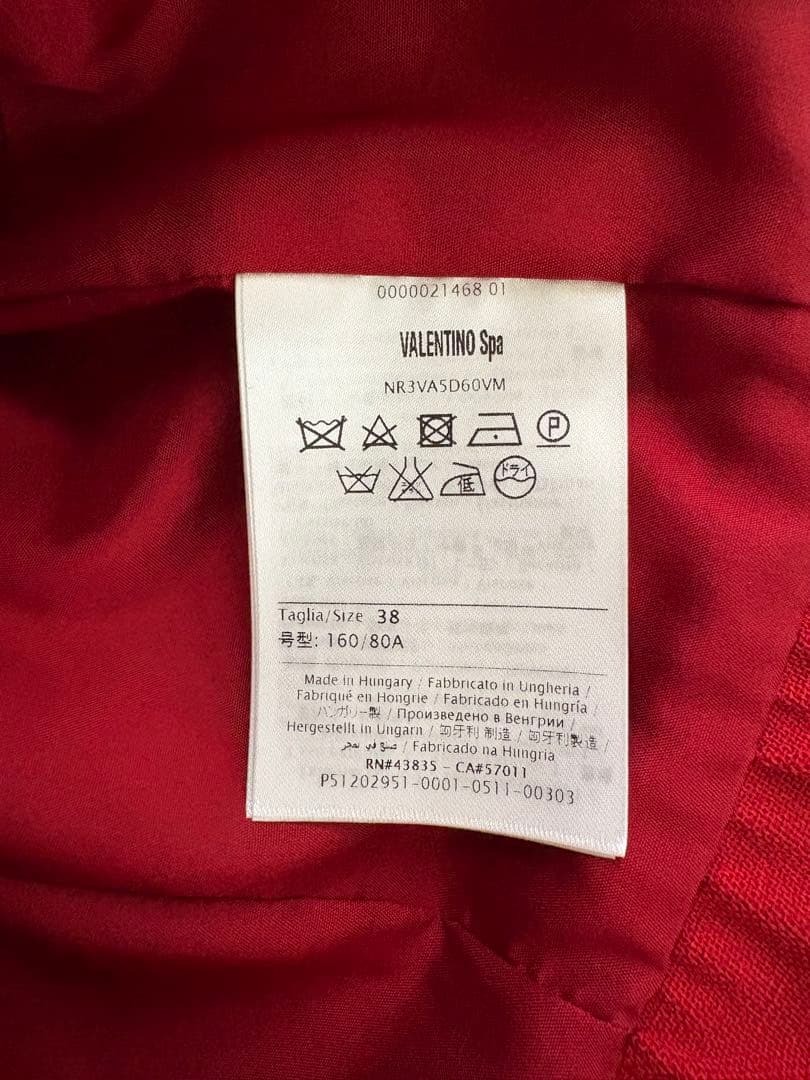 0000021468 01
VALENTINO Spa
NR3VA5D60VM
P
低 ドライ
Taglia/Size 38
号型: 160/80A
Made in Hungary / Fabbricato in Ungheria /
Fabriqué en Hongrie / Fabricado en Hungría /
ハンガリー製 / Произведено в Венгрии /
Hergestellt in Ungarn / 匈牙利 制造 / 匈牙利製造 /
صنع في مجر / Fabricado na Hungria
RN#43835 - CA#57011
P51202951-0001-0511-00303